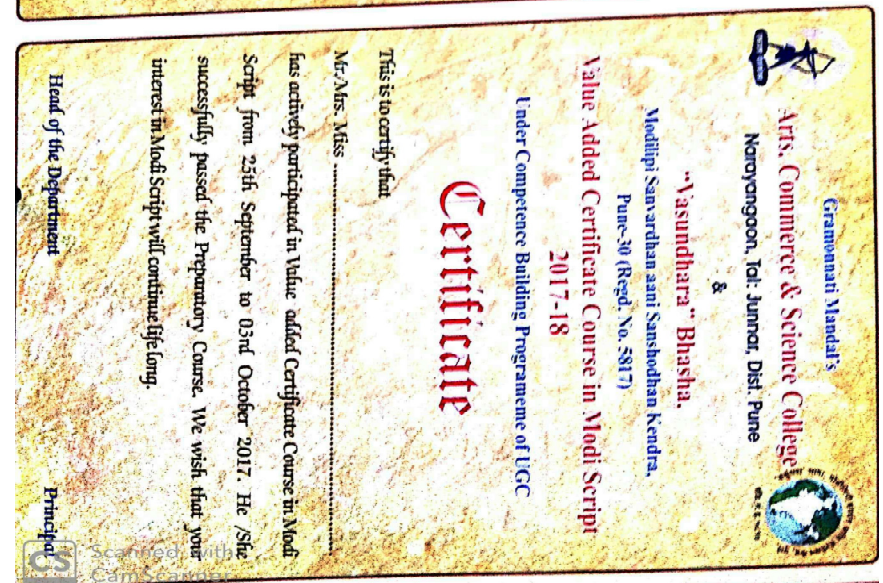 Gramonnati Mandal's
Arts, Commerce & Science College
Narayangaon, Tal: Junnar, Dist. Pune
&
"Vasundhara" Bhasha,
Modilipi Sanvardhan aani Sanshodhan Kendra,
Pune-30 (Regd. No. 5817)
Value Added Certificate Course in Modi Script
2017-18
Under Competence Building Programeme of UGC
Certificate
This is to certify that
Mr./Mrs. Miss
has actively participated in Value added Certificate Course in Modi
Script from 25th September to 03rd October 2017. He /She
successfully passed the Preparatory Course. We wish that your
interest in Modi Script will continue life long.
Head of the Department Principal
CS Scanned with
CamScanner